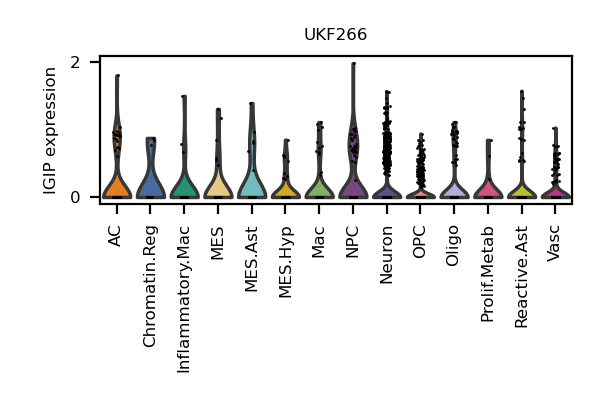 UKF266
IGIP expression
2
0
AC
Chromatin.Reg
Inflammatory.Mac
MES
MES.Ast
MES.Hyp
Mac
NPC
Neuron
OPC
Oligo
Prolif.Metab
Reactive.Ast
Vasc